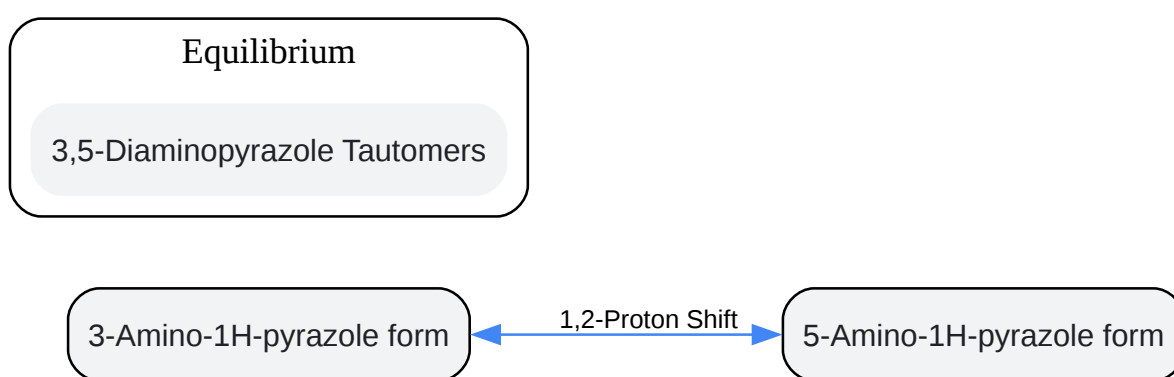 Equilibrium
3,5-Diaminopyrazole Tautomers
1,2-Proton Shift
3-Amino-1H-pyrazole form
5-Amino-1H-pyrazole form